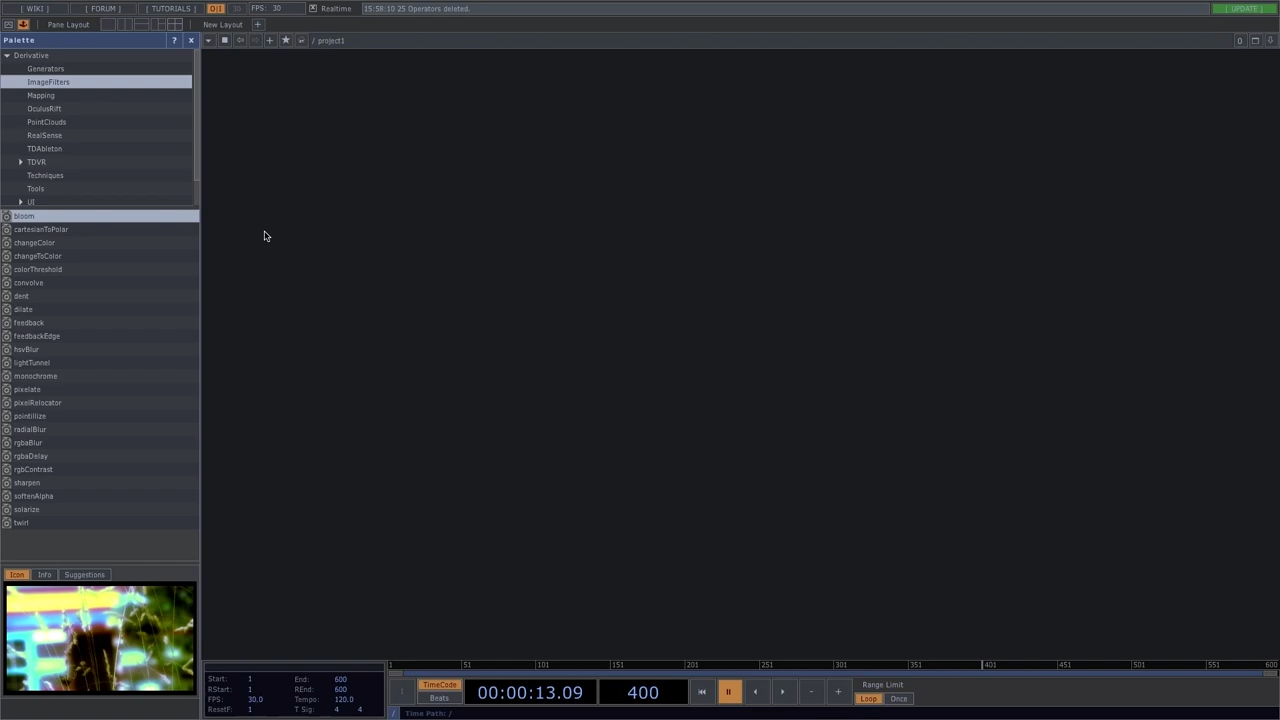 [ WIKI ] [ FORUM ] [ TUTORIALS ] O|I 30 FPS: 30 Realtime 15:58:10 25 Operators deleted. [ UPDATE ]
Pane Layout New Layout +
Palette ? x / project1
Derivative
Generators
ImageFilters
Mapping
OculusRift
PointClouds
RealSense
TDAbleton
TDVR
Techniques
Tools
UI
bloom
cartesianToPolar
changeColor
changeToColor
colorThreshold
convolve
dent
dilate
feedback
feedbackEdge
hsvBlur
lightTunnel
monochrome
pixelate
pixelRelocator
pointillize
radialBlur
rgbaBlur
rgbaDelay
rgbContrast
sharpen
softenAlpha
solarize
twirl
Icon Info Suggestions
1 51 101 151 201 251 301 351 401 451 501 551 600
Start: 1 End: 600
RStart: 1 REnd: 600
FPS: 30.0 Tempo: 120.0
ResetF: 1 T Sig: 4 4
TimeCode
Beats
00:00:13.09 400
- +
Range Limit
Loop Once
/ Time Path: /